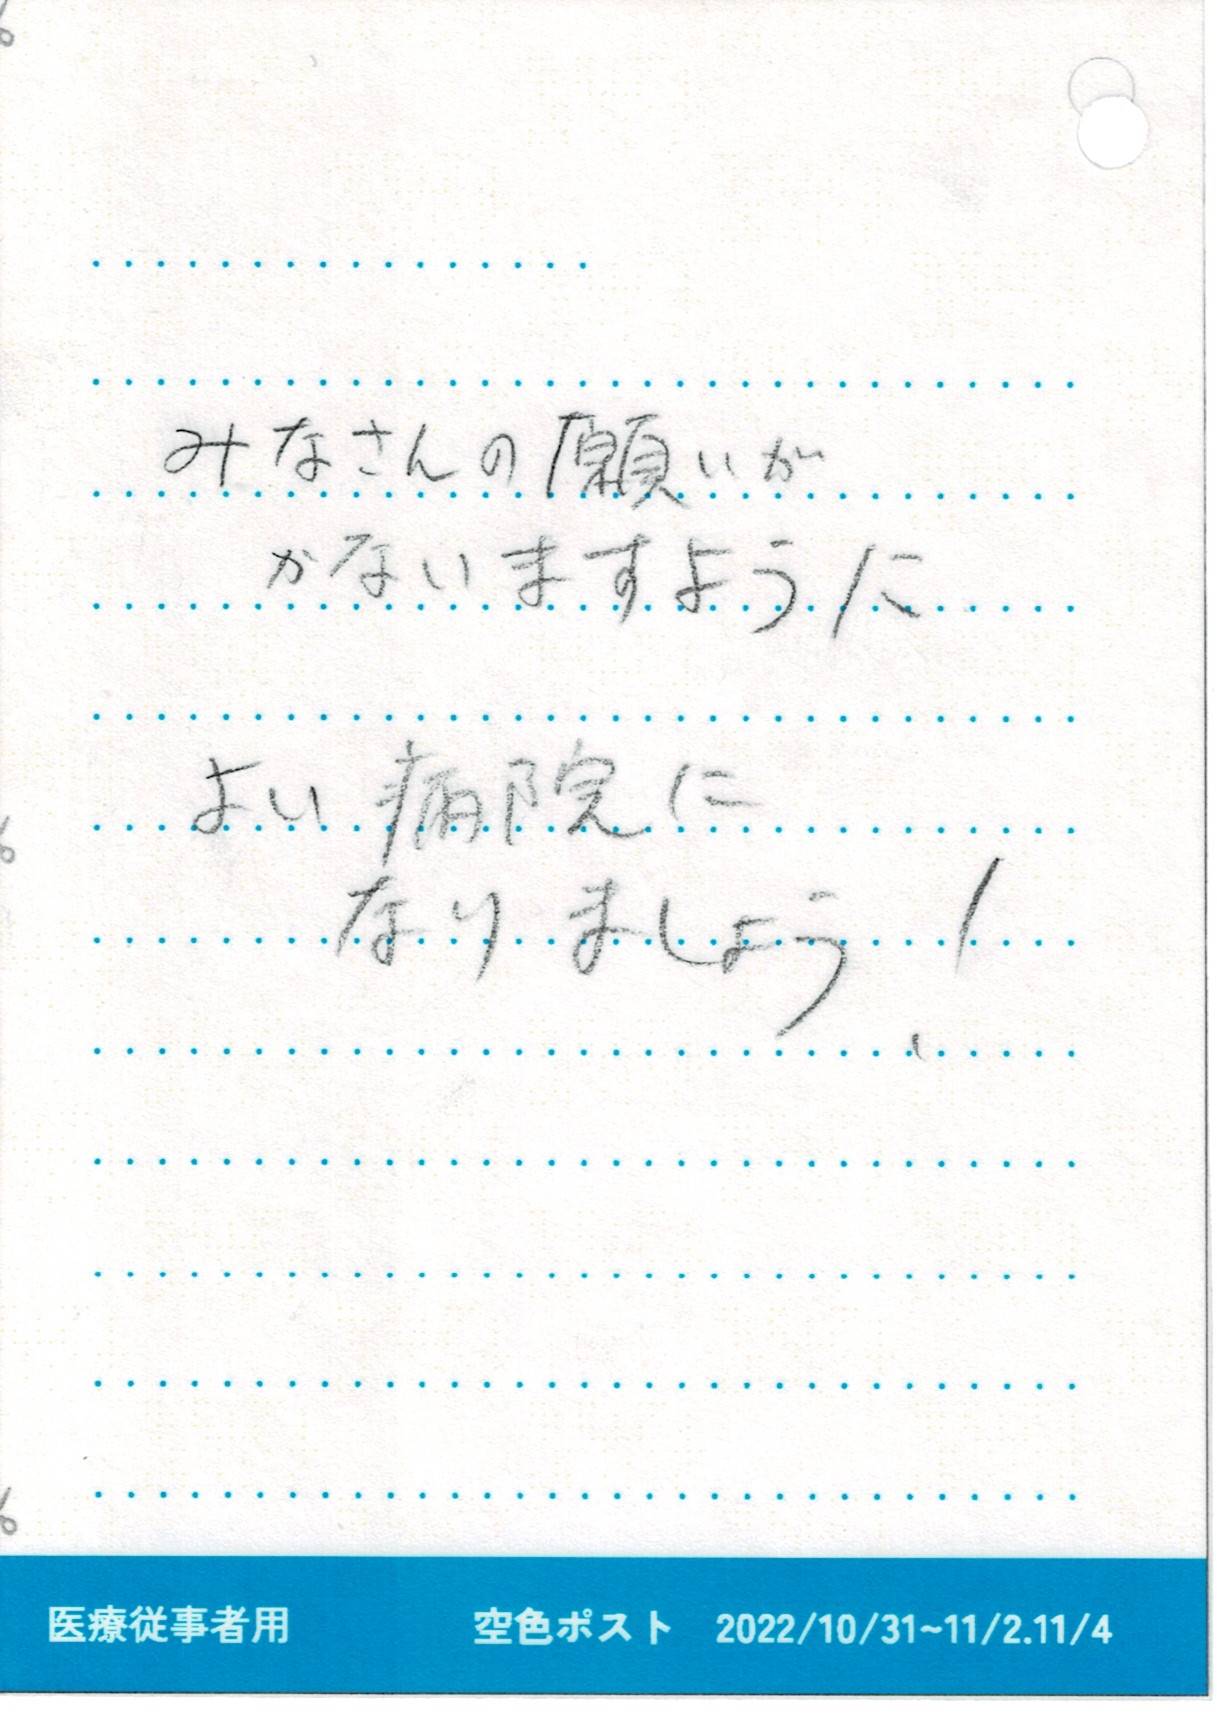 みなさんの願いが
かないますように
よい病院に
なりましょう!
医療従事者用 空色ポスト 2022/10/31~11/2.11/4